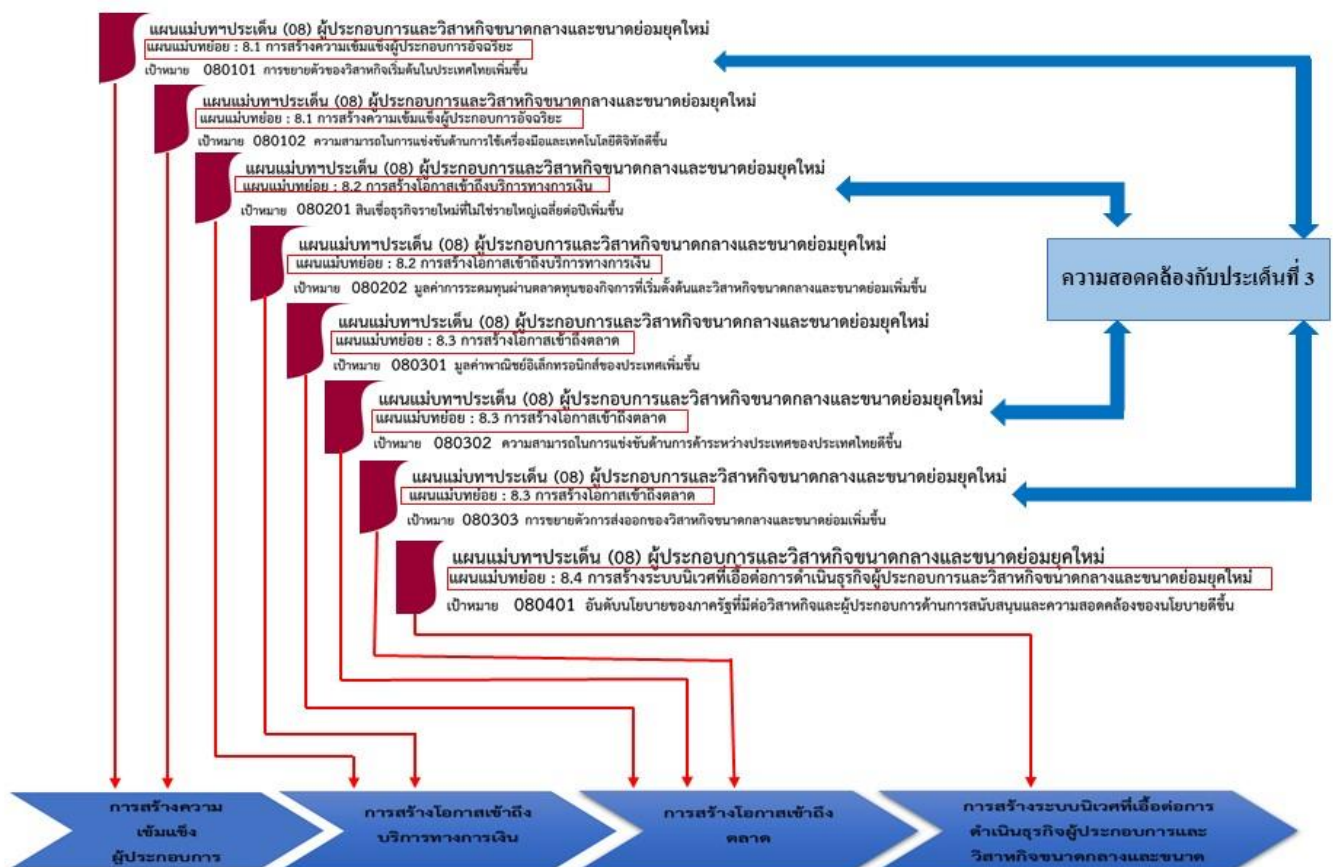 แผนแม่บทฯประเด็น (08) ผู้ประกอบการและวิสาหกิจขนาดกลางและขนาดย่อมยุคใหม่
แผนแม่บทย่อย : 8.1 การสร้างความเข้มแข็งผู้ประกอบการอัจฉริยะ
เป้าหมาย 080101 การขยายตัวของวิสาหกิจเริ่มต้นในประเทศไทยเพิ่มขึ้น
แผนแม่บทฯประเด็น (08) ผู้ประกอบการและวิสาหกิจขนาดกลางและขนาดย่อมยุคใหม่
แผนแม่บทย่อย : 8.1 การสร้างความเข้มแข็งผู้ประกอบการอัจฉริยะ
เป้าหมาย 080102 ความสามารถในการแข่งขันด้านการใช้เครื่องมือและเทคโนโลยีดิจิทัลดีขึ้น
แผนแม่บทฯประเด็น (08) ผู้ประกอบการและวิสาหกิจขนาดกลางและขนาดย่อมยุคใหม่
แผนแม่บทย่อย : 8.2 การสร้างโอกาสเข้าถึงบริการทางการเงิน
เป้าหมาย 080201 สินเชื่อธุรกิจรายใหม่ที่ไม่ใช่รายใหญ่เฉลี่ยต่อปีเพิ่มขึ้น
แผนแม่บทฯประเด็น (08) ผู้ประกอบการและวิสาหกิจขนาดกลางและขนาดย่อมยุคใหม่
แผนแม่บทย่อย : 8.2 การสร้างโอกาสเข้าถึงบริการทางการเงิน
เป้าหมาย 080202 มูลค่าการระดมทุนผ่านตลาดทุนของกิจการที่เริ่มตั้งต้นและวิสาหกิจขนาดกลางและขนาดย่อมเพิ่มขึ้น
ความสอดคล้องกับประเด็นที่ 3
แผนแม่บทฯประเด็น (08) ผู้ประกอบการและวิสาหกิจขนาดกลางและขนาดย่อมยุคใหม่
แผนแม่บทย่อย : 8.3 การสร้างโอกาสเข้าถึงตลาด
เป้าหมาย 080301 มูลค่าพาณิชย์อิเล็กทรอนิกส์ของประเทศเพิ่มขึ้น
แผนแม่บทฯประเด็น (08) ผู้ประกอบการและวิสาหกิจขนาดกลางและขนาดย่อมยุคใหม่
แผนแม่บทย่อย : 8.3 การสร้างโอกาสเข้าถึงตลาด
เป้าหมาย 080302 ความสามารถในการแข่งขันด้านการค้าระหว่างประเทศของประเทศไทยดีขึ้น
แผนแม่บทฯประเด็น (08) ผู้ประกอบการและวิสาหกิจขนาดกลางและขนาดย่อมยุคใหม่
แผนแม่บทย่อย : 8.3 การสร้างโอกาสเข้าถึงตลาด
เป้าหมาย 080303 การขยายตัวการส่งออกของวิสาหกิจขนาดกลางและขนาดย่อมเพิ่มขึ้น
แผนแม่บทฯประเด็น (08) ผู้ประกอบการและวิสาหกิจขนาดกลางและขนาดย่อมยุคใหม่
แผนแม่บทย่อย : 8.4 การสร้างระบบนิเวศที่เอื้อต่อการดำเนินธุรกิจผู้ประกอบการและวิสาหกิจขนาดกลางและขนาดย่อมยุคใหม่
เป้าหมาย 080401 อันดับนโยบายของภาครัฐที่มีต่อวิสาหกิจและผู้ประกอบการด้านการสนับสนุนและความสอดคล้องของนโยบายดีขึ้น
การสร้างความ
เข้มแข็ง
ผู้ประกอบการ
การสร้างโอกาสเข้าถึง
บริการทางการเงิน
การสร้างโอกาสเข้าถึง
ตลาด
การสร้างระบบนิเวศที่เอื้อต่อการ
ดำเนินธุรกิจผู้ประกอบการและ
วิสาหกิจขนาดกลางและขนาด